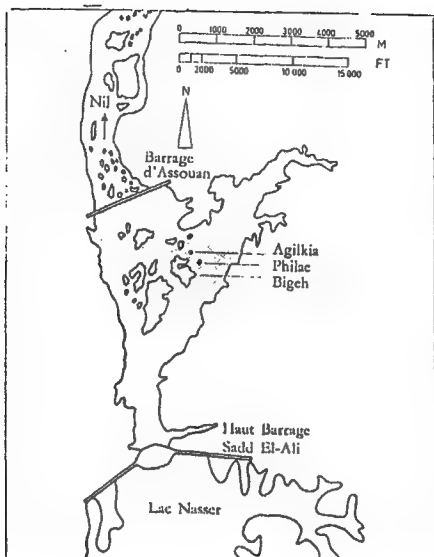 0 1000 2000 3000 4000 5000
M
FT
0 2000 5000 10 000 15 000
N
Nil
Barrage
d'Assouan
Agilkia
Philae
Bigeh
Haut Barrage
Sadd El-Ali
Lac Nasser